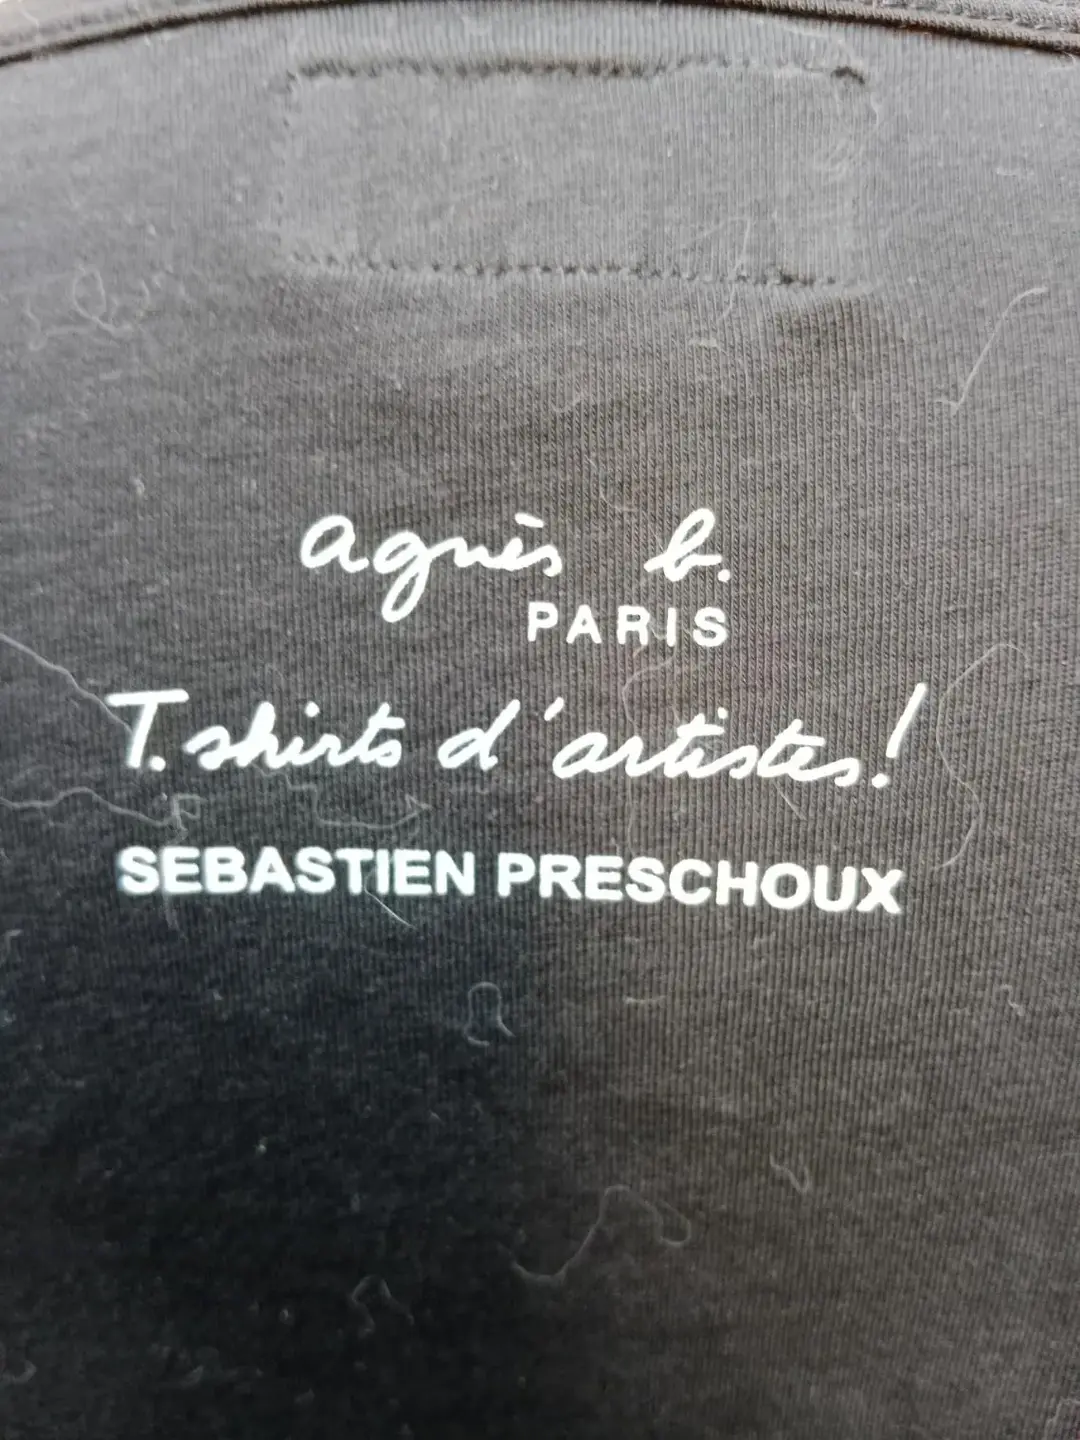 agnès b.
PARIS
T.shirts d'artistes!
SEBASTIEN PRESCHOUX